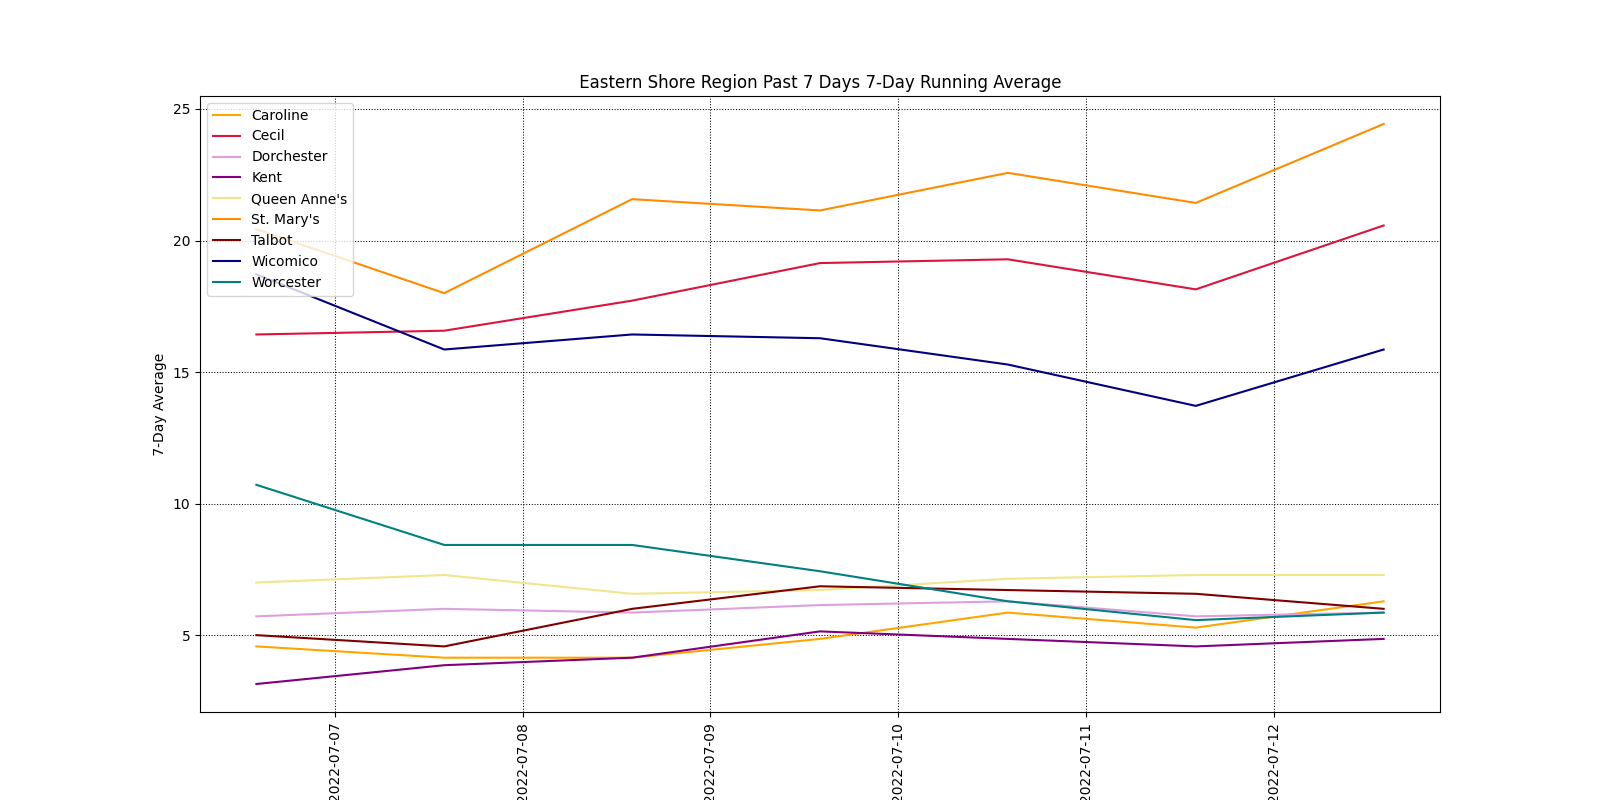 Eastern Shore Region Past 7 Days 7-Day Running Average
25
20
15
10
5
7-Day Average
Caroline
Cecil
Dorchester
Kent
Queen Anne's
St. Mary's
Talbot
Wicomico
Worcester
2022-07-07
2022-07-08
2022-07-09
2022-07-10
2022-07-11
2022-07-12